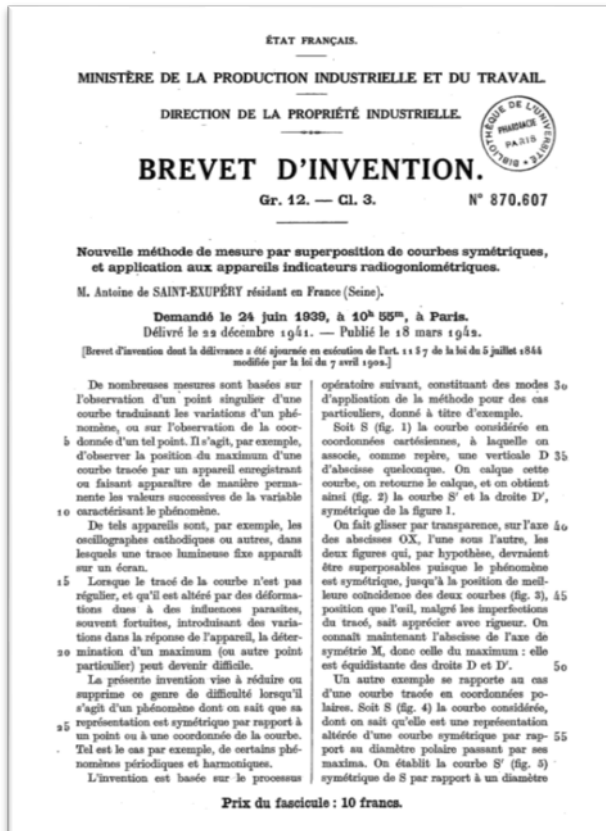 ÉTAT FRANÇAIS.
MINISTÈRE DE LA PRODUCTION INDUSTRIELLE ET DU TRAVAIL.
DIRECTION DE LA PROPRIÉTÉ INDUSTRIELLE.
BIBLIOTHÈQUE DE L'UNIVERSITÉ
PHARMACIE
PARIS
BREVET D'INVENTION.
Gr. 12. — Cl. 3.
N° 870.607
Nouvelle méthode de mesure par superposition de courbes symétriques,
et application aux appareils indicateurs radiogoniométriques.
M. Antoine de SAINT-EXUPÉRY résidant en France (Seine).
Demandé le 24 juin 1939, à 10h 55m, à Paris.
Délivré le 22 décembre 1941. — Publié le 18 mars 1942.
[Brevet d'invention dont la délivrance a été ajournée en exécution de l'art. 11 § 7 de la loi du 5 juillet 1844
modifiée par la loi du 7 avril 1902.]
De nombreuses mesures sont basées sur
l'observation d'un point singulier d'une
courbe traduisant les variations d'un phé-
nomène, ou sur l'observation de la coor-
5 donnée d'un tel point. Il s'agit, par exemple,
d'observer la position du maximum d'une
courbe tracée par un appareil enregistrant
ou faisant apparaître de manière perma-
nente les valeurs successives de la variable
10 caractérisant le phénomène.
De tels appareils sont, par exemple, les
oscillographes cathodiques ou autres, dans
lesquels une trace lumineuse fixe apparaît
sur un écran.
15 Lorsque le tracé de la courbe n'est pas
régulier, et qu'il est altéré par des déforma-
tions dues à des influences parasites,
souvent fortuites, introduisant des varia-
tions dans la réponse de l'appareil, la déter-
20 mination d'un maximum (ou autre point
particulier) peut devenir difficile.
La présente invention vise à réduire ou
supprime ce genre de difficulté lorsqu'il
s'agit d'un phénomène dont on sait que sa
25 représentation est symétrique par rapport à
un point ou à une coordonnée de la courbe.
Tel est le cas par exemple, de certains phé-
nomènes périodiques et harmoniques.
L'invention est basée sur le processus
opératoire suivant, constituant des modes 30
d'application de la méthode pour des cas
particuliers, donné à titre d'exemple.
Soit S (fig. 1) la courbe considérée en
coordonnées cartésiennes, à laquelle on
associe, comme repère, une verticale D 35
d'abscisse quelconque. On calque cette
courbe, on retourne le calque, et on obtient
ainsi (fig. 2) la courbe S' et la droite D',
symétrique de la figure 1.
On fait glisser par transparence, sur l'axe 40
des abscisses OX, l'une sous l'autre, les
deux figures qui, par hypothèse, devraient
être superposables puisque le phénomène
est symétrique, jusqu'à la position de meil-
leure coïncidence des deux courbes (fig. 3), 45
position que l'œil, malgré les imperfections
du tracé, sait apprécier avec rigueur. On
connaît maintenant l'abscisse de l'axe de
symétrie M, donc celle du maximum : elle
est équidistante des droits D et D'. 50
Un autre exemple se rapporte au cas
d'une courbe tracée en coordonnées po-
laires. Soit S (fig. 4) la courbe considérée,
dont on sait qu'elle est une représentation
altérée d'une courbe symétrique par rap- 55
port au diamètre polaire passant par ses
maxima. On établit la courbe S' (fig. 5)
symétrique de S par rapport à un diamètre
Prix du fascicule : 10 francs.